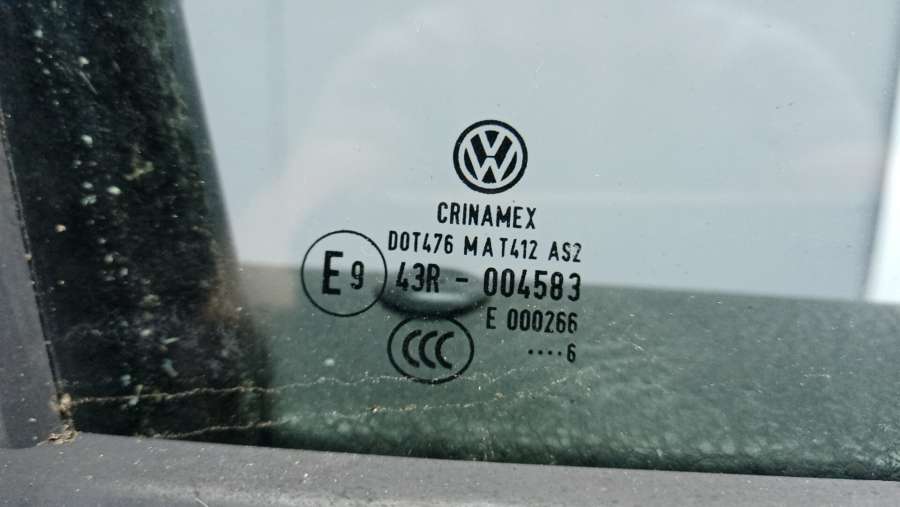 VW
CRINAMEX
DOT476 MAT412 AS2
E9 43R - 004583
E 000266
CCC ····6